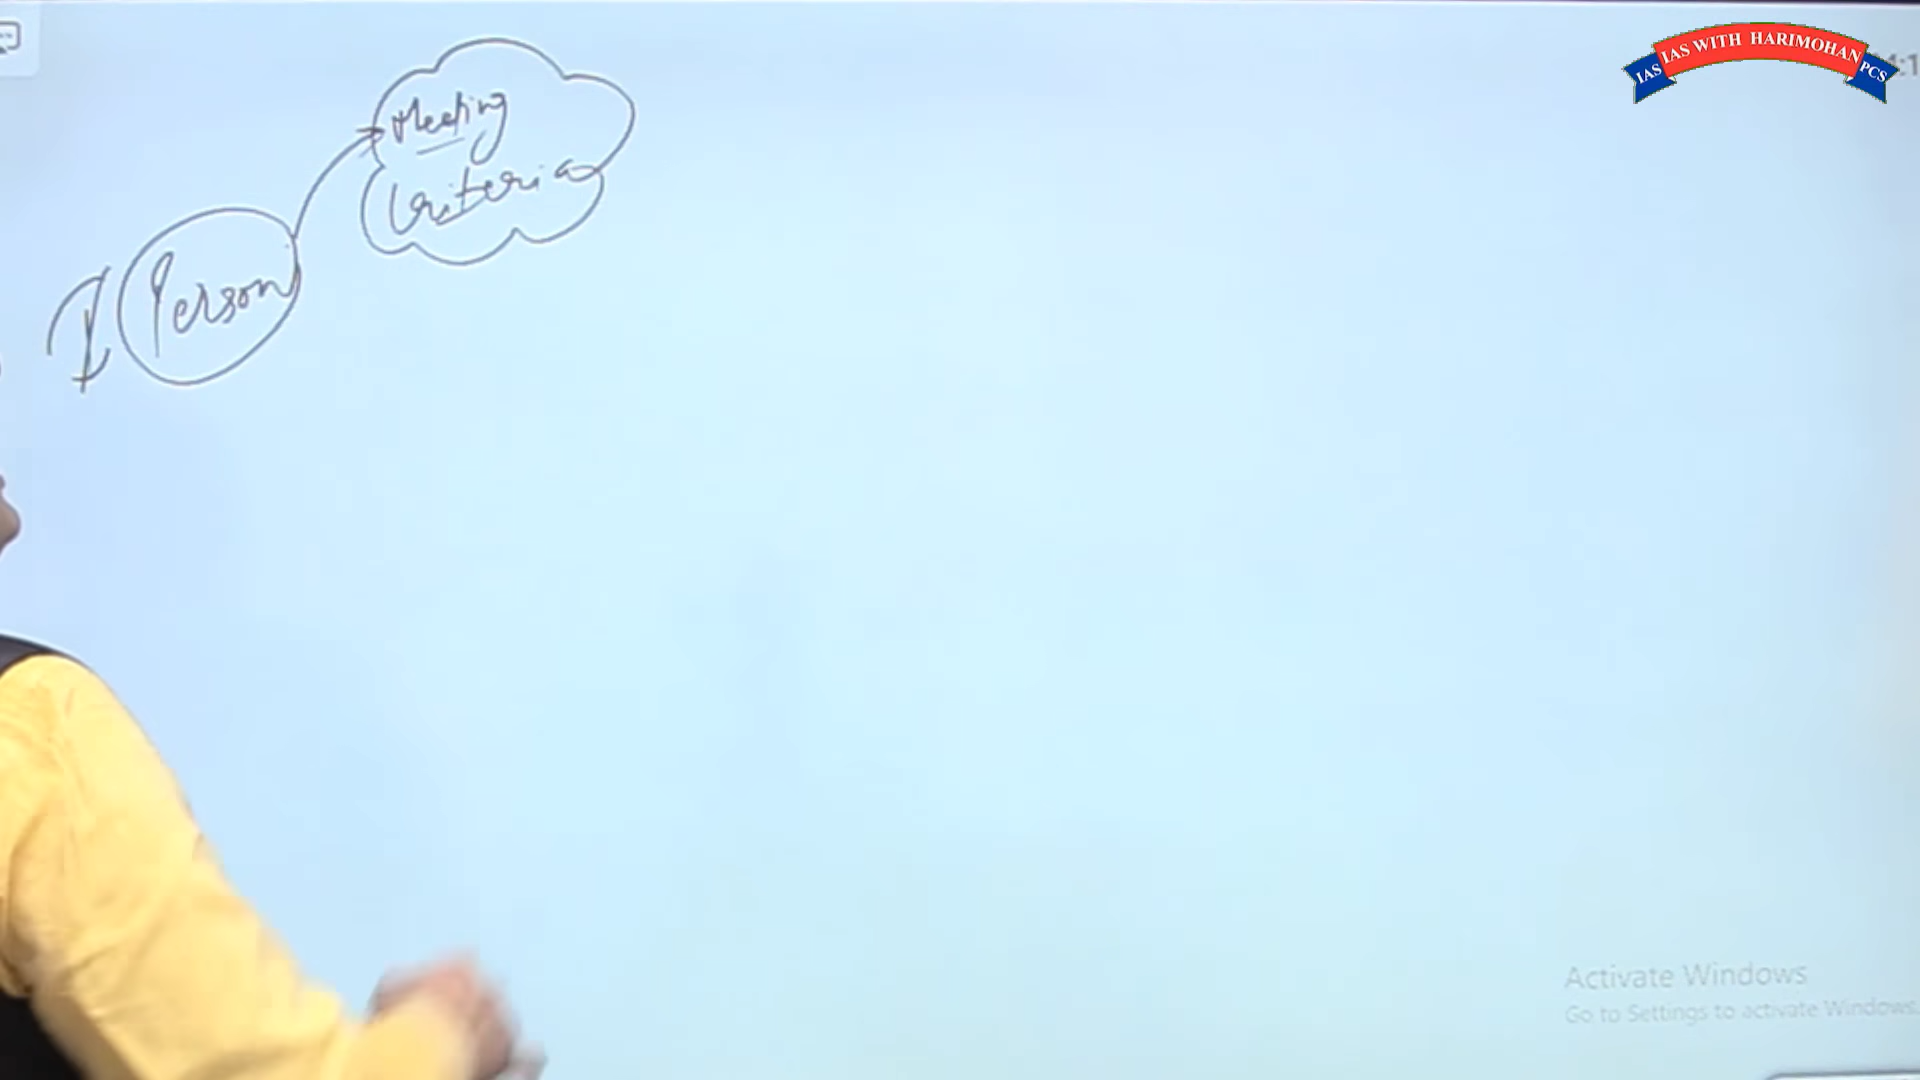 Meeting
Criteria
I Person
IAS
IAS WITH HARIMOHAN
PCS
Activate Windows
Go to Settings to activate Windows.